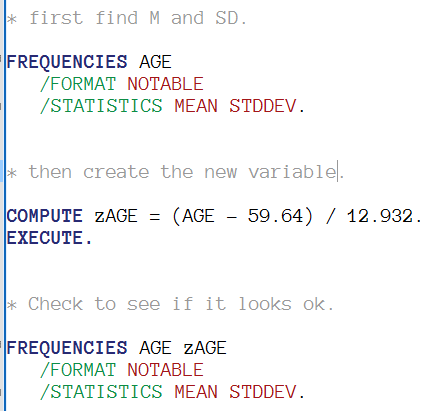 * first find M and SD.
FREQUENCIES AGE
/FORMAT NOTABLE
/STATISTICS MEAN STDDEV.
* then create the new variable.
COMPUTE zAGE = (AGE - 59.64) / 12.932.
EXECUTE.
* Check to see if it looks ok.
FREQUENCIES AGE zAGE
/FORMAT NOTABLE
/STATISTICS MEAN STDDEV.